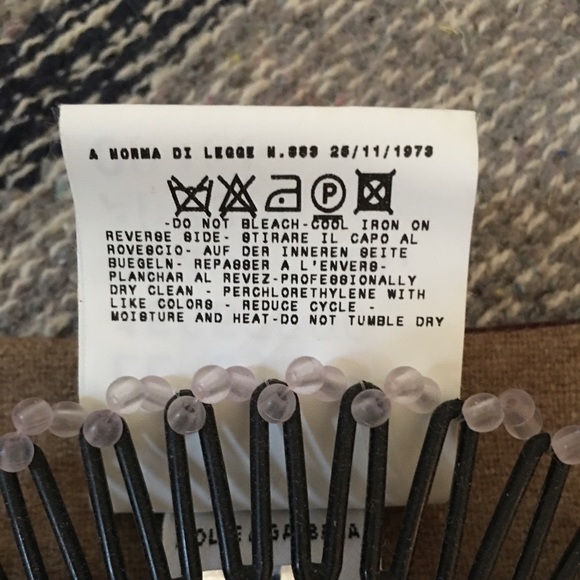 A NORMA DI LEGGE N.883 26/11/1973
P
-DO NOT BLEACH-COOL IRON ON
REVERSE SIDE- STIRARE IL CAPO AL
ROVESCIO- AUF DER INNEREN SEITE
BUEGELN- REPASSER A L'ENVERS-
PLANCHAR AL REVEZ-PROFESSIONALLY
DRY CLEAN - PERCHLORETHYLENE WITH
LIKE COLORS - REDUCE CYCLE -
MOISTURE AND HEAT-DO NOT TUMBLE DRY